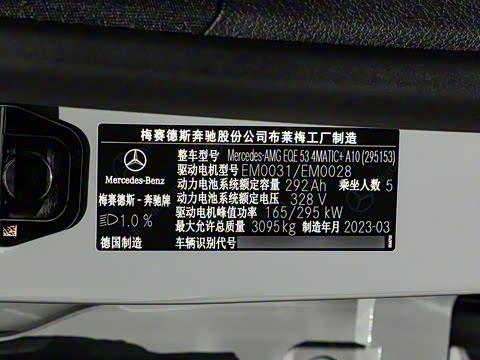 梅赛德斯奔驰股份公司布莱梅工厂制造
整车型号 Mercedes-AMG EQE 53 4MATIC+ A10 (295153)
驱动电机型号 EM0031/EM0028
动力电池系统额定容量 292Ah 乘坐人数 5
动力电池系统额定电压 328 V
驱动电机峰值功率 165/295 kW
最大允许总质量 3095kg 制造年月 2023-03
车辆识别代号
Mercedes-Benz
梅赛德斯-奔驰牌
1.0 %
德国制造